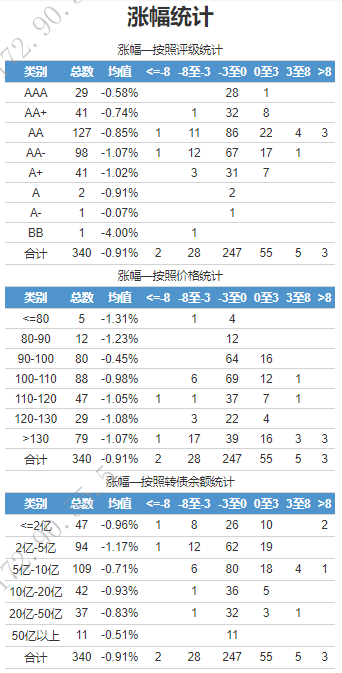 涨幅统计
涨幅—按照评级统计
类别 总数 均值 <=-8 -8至-3 -3至0 0至3 3至8 >8
AAA 29 -0.58% 28 1
AA+ 41 -0.74% 1 32 8
AA 127 -0.85% 1 11 86 22 4 3
AA- 98 -1.07% 1 12 67 17 1
A+ 41 -1.02% 3 31 7
A 2 -0.91% 2
A- 1 -0.07% 1
BB 1 -4.00% 1
合计 340 -0.91% 2 28 247 55 5 3
涨幅—按照价格统计
类别 总数 均值 <=-8 -8至-3 -3至0 0至3 3至8 >8
<=80 5 -1.31% 1 4
80-90 12 -1.23% 12
90-100 80 -0.45% 64 16
100-110 88 -0.98% 6 69 12 1
110-120 47 -1.05% 1 1 37 7 1
120-130 29 -1.08% 3 22 4
>130 79 -1.07% 1 17 39 16 3 3
合计 340 -0.91% 2 28 247 55 5 3
涨幅—按照转债余额统计
类别 总数 均值 <=-8 -8至-3 -3至0 0至3 3至8 >8
<=2亿 47 -0.96% 1 8 26 10 2
2亿-5亿 94 -1.17% 1 12 62 19
5亿-10亿 109 -0.71% 6 80 18 4 1
10亿-20亿 42 -0.93% 1 36 5
20亿-50亿 37 -0.83% 1 32 3 1
50亿以上 11 -0.51% 11
合计 340 -0.91% 2 28 247 55 5 3